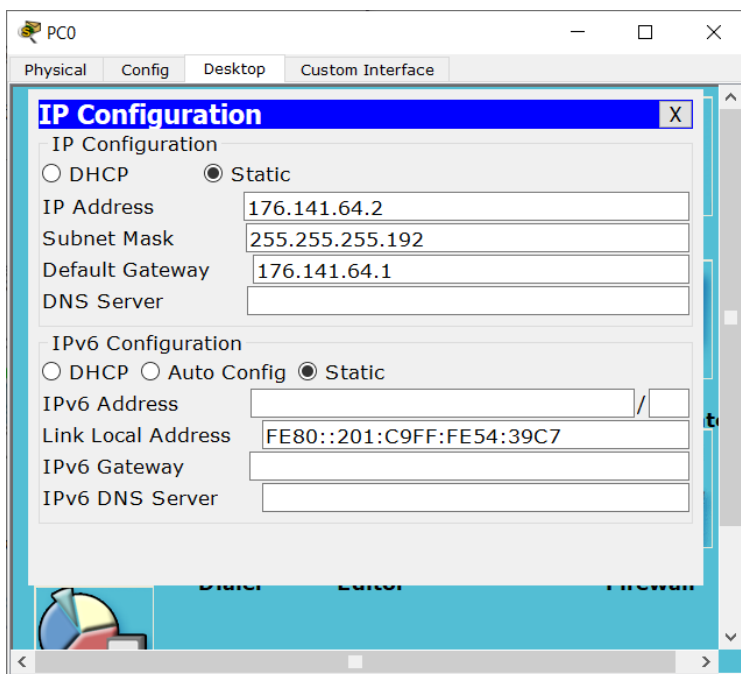 PC0
Physical Config Desktop Custom Interface
IP Configuration X
IP Configuration
DHCP Static
IP Address 176.141.64.2
Subnet Mask 255.255.255.192
Default Gateway 176.141.64.1
DNS Server
IPv6 Configuration
DHCP Auto Config Static
IPv6 Address /
Link Local Address FE80::201:C9FF:FE54:39C7
IPv6 Gateway
IPv6 DNS Server